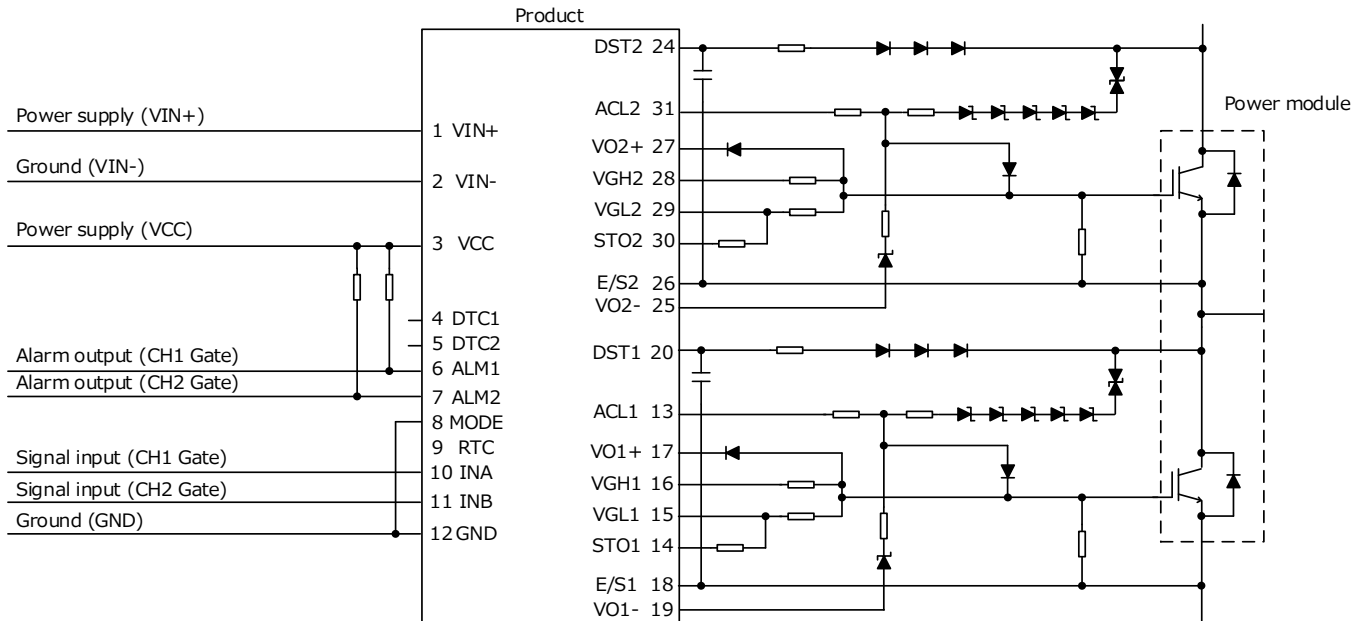 Product
Power supply (VIN+)
1 VIN+
Ground (VIN-)
2 VIN-
Power supply (VCC)
3 VCC
4 DTC1
5 DTC2
Alarm output (CH1 Gate)
6 ALM1
Alarm output (CH2 Gate)
7 ALM2
8 MODE
9 RTC
Signal input (CH1 Gate)
10 INA
Signal input (CH2 Gate)
11 INB
Ground (GND)
12 GND
DST2 24
ACL2 31
VO2+ 27
VGH2 28
VGL2 29
STO2 30
E/S2 26
VO2- 25
DST1 20
ACL1 13
VO1+ 17
VGH1 16
VGL1 15
STO1 14
E/S1 18
VO1- 19
Power module